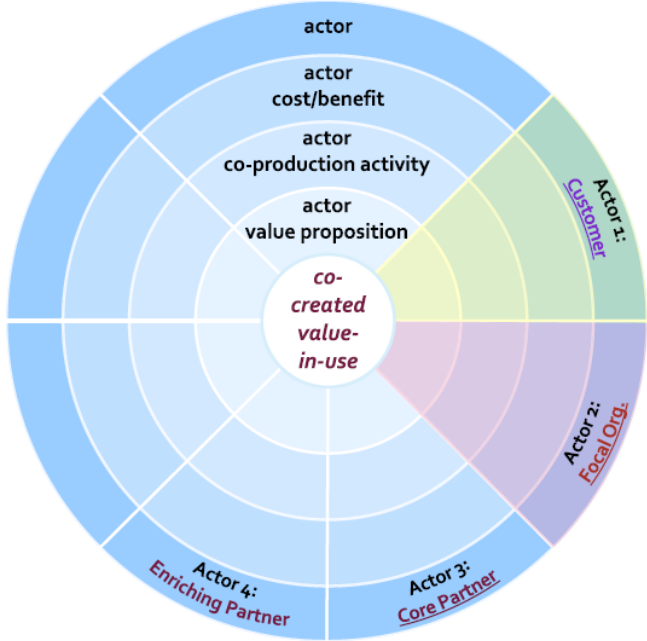 actor
actor
cost/benefit
actor
co-production activity
actor
value proposition
co-
created
value-
in-use
Actor 1:
Customer
Actor 2:
Focal Org.
Actor 3:
Core Partner
Actor 4:
Enriching Partner